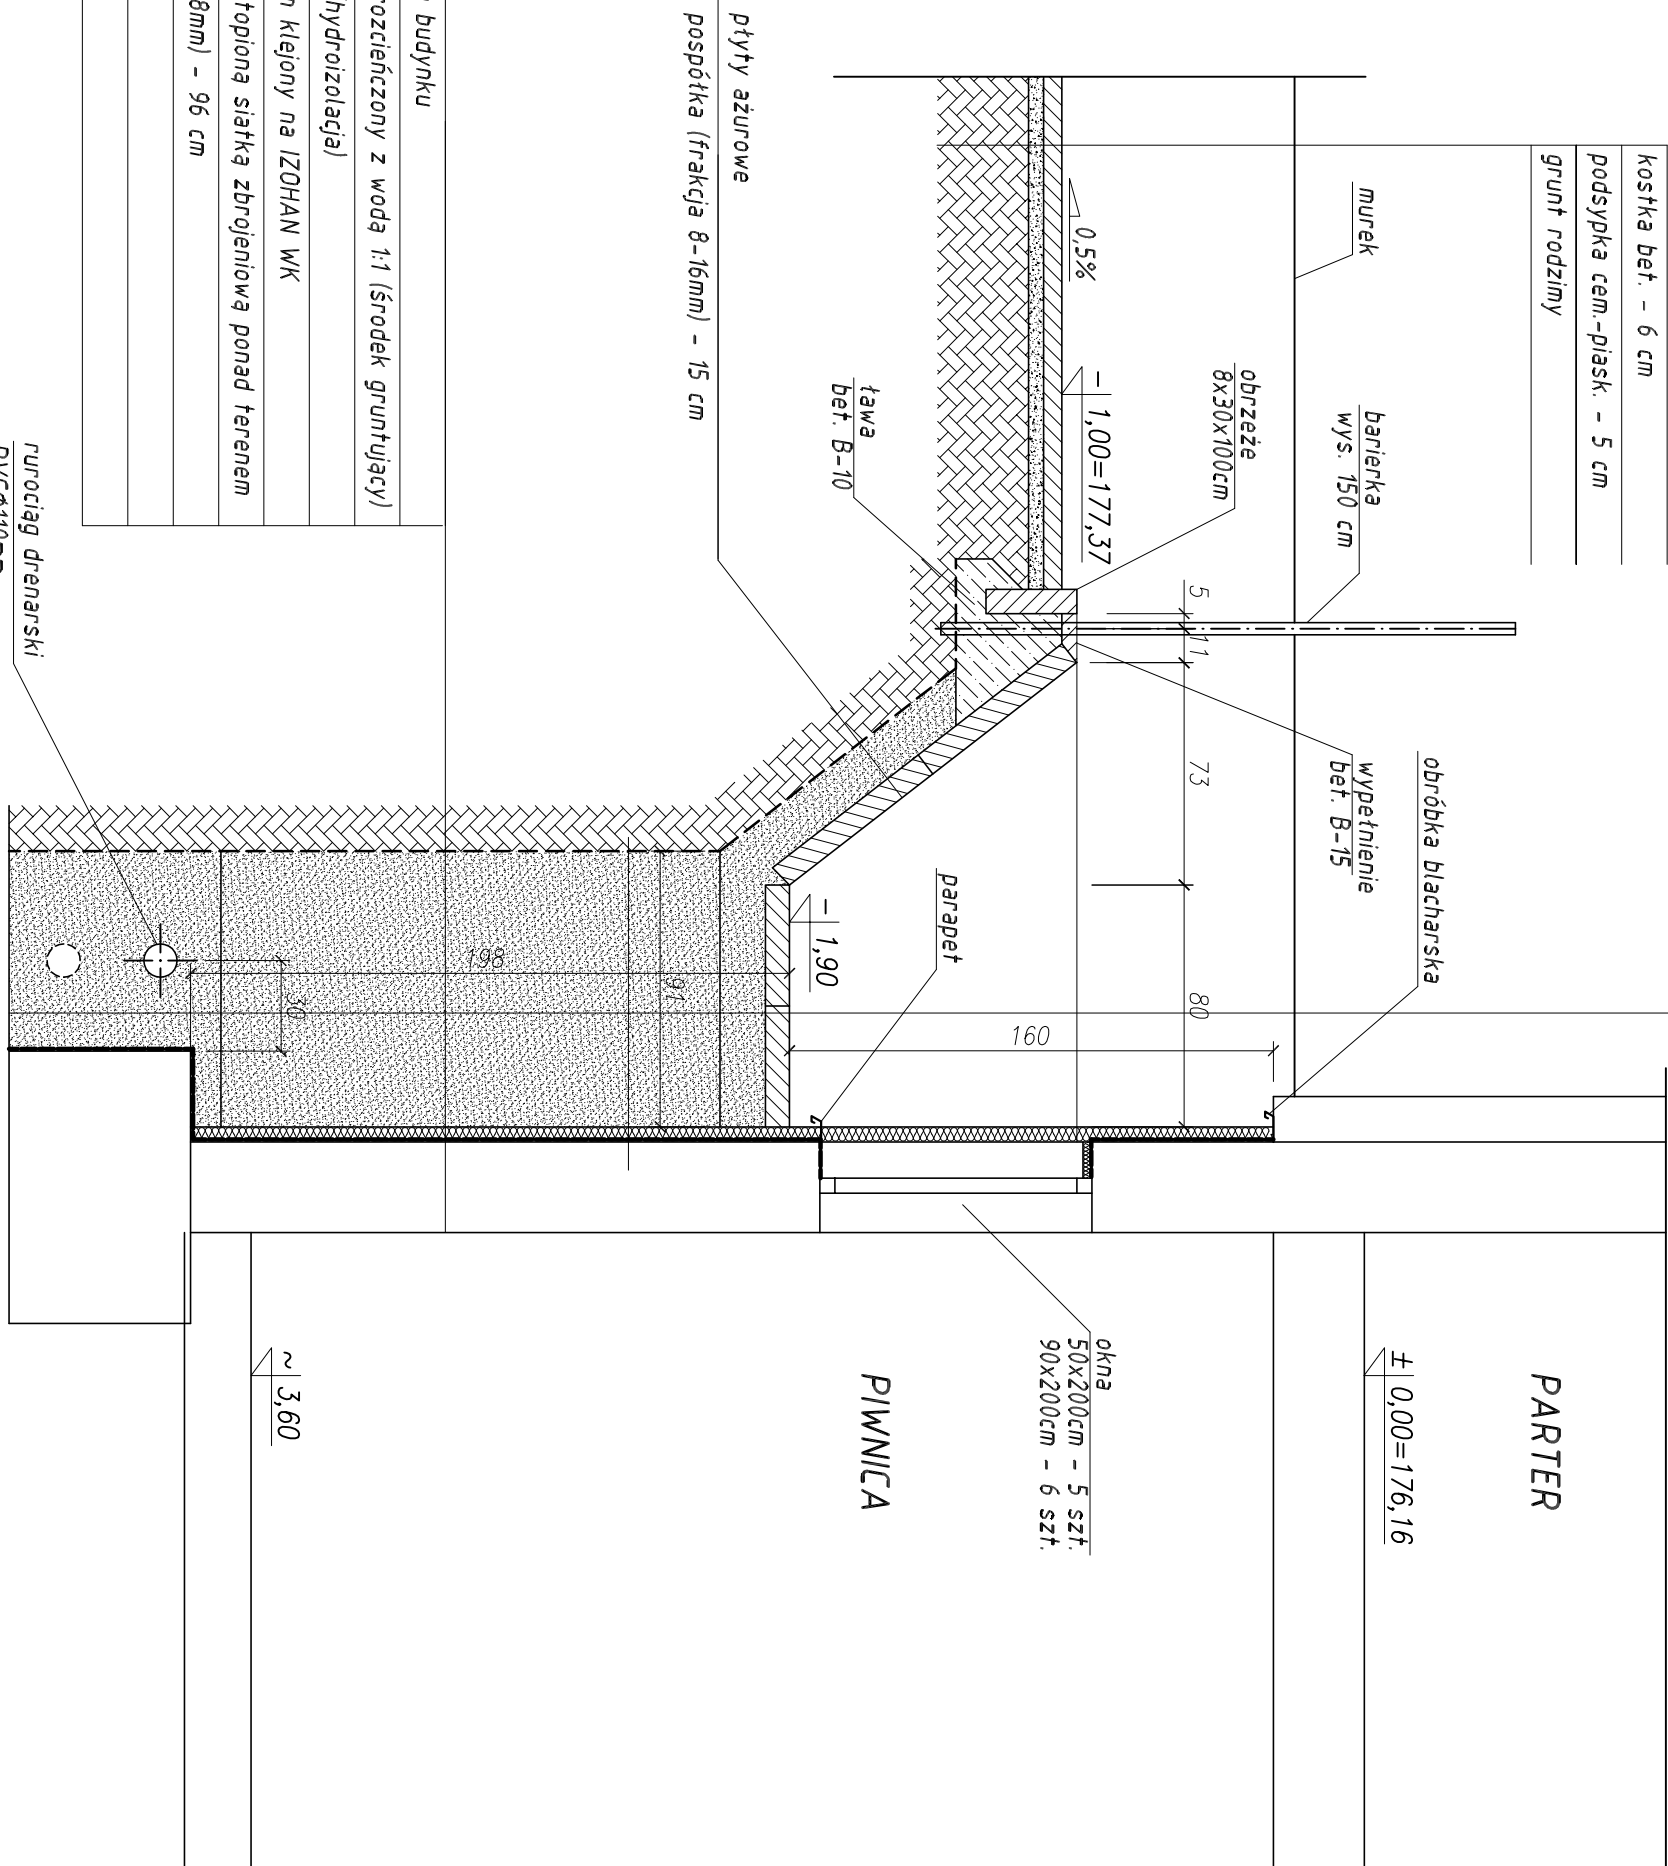 kostka bet. - 6 cm
podsypka cem.-piask. - 5 cm
grunt rodzimy
murek
0,5%
- 1,00=177,37
obrzeże
8x30x100cm
barierka
wys. 150 cm
ława
bet. B-10
płyty ażurowe
pospółka (frakcja 8-16mm) - 15 cm
budynku
rozcieńczony z wodą 1:1 (środek gruntujący)
hydroizolacja)
klejony na IZOHAN WK
topioną siatką zbrojeniową ponad terenem
8mm) - 96 cm
rurociąg drenarski
5
11
73
80
wypełnienie
bet. B-15
obróbka blacharska
parapet
- 1,90
160
198
91
30
okna
50x200cm - 5 szt.
90x200cm - 6 szt.
PARTER
± 0,00=176,16
PIWNICA
~ 3,60